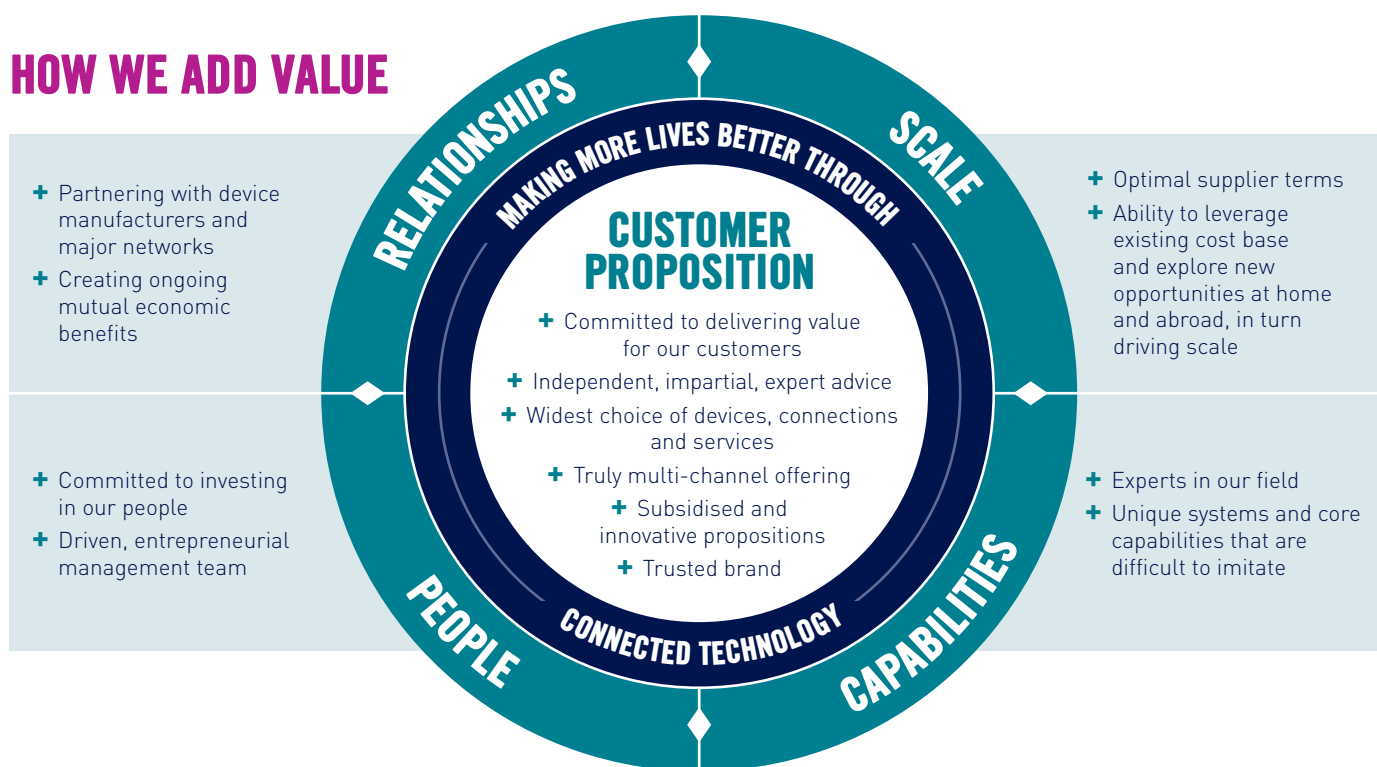 HOW WE ADD VALUE
RELATIONSHIPS
+ Partnering with device
manufacturers and
major networks
+ Creating ongoing
mutual economic
benefits
SCALE
+ Optimal supplier terms
+ Ability to leverage
existing cost base
and explore new
opportunities at home
and abroad, in turn
driving scale
MAKING MORE LIVES BETTER THROUGH
CUSTOMER
PROPOSITION
+ Committed to delivering value
for our customers
+ Independent, impartial, expert advice
+ Widest choice of devices, connections
and services
+ Truly multi-channel offering
+ Subsidised and
innovative propositions
+ Trusted brand
CONNECTED TECHNOLOGY
PEOPLE
+ Committed to investing
in our people
+ Driven, entrepreneurial
management team
CAPABILITIES
+ Experts in our field
+ Unique systems and core
capabilities that are
difficult to imitate